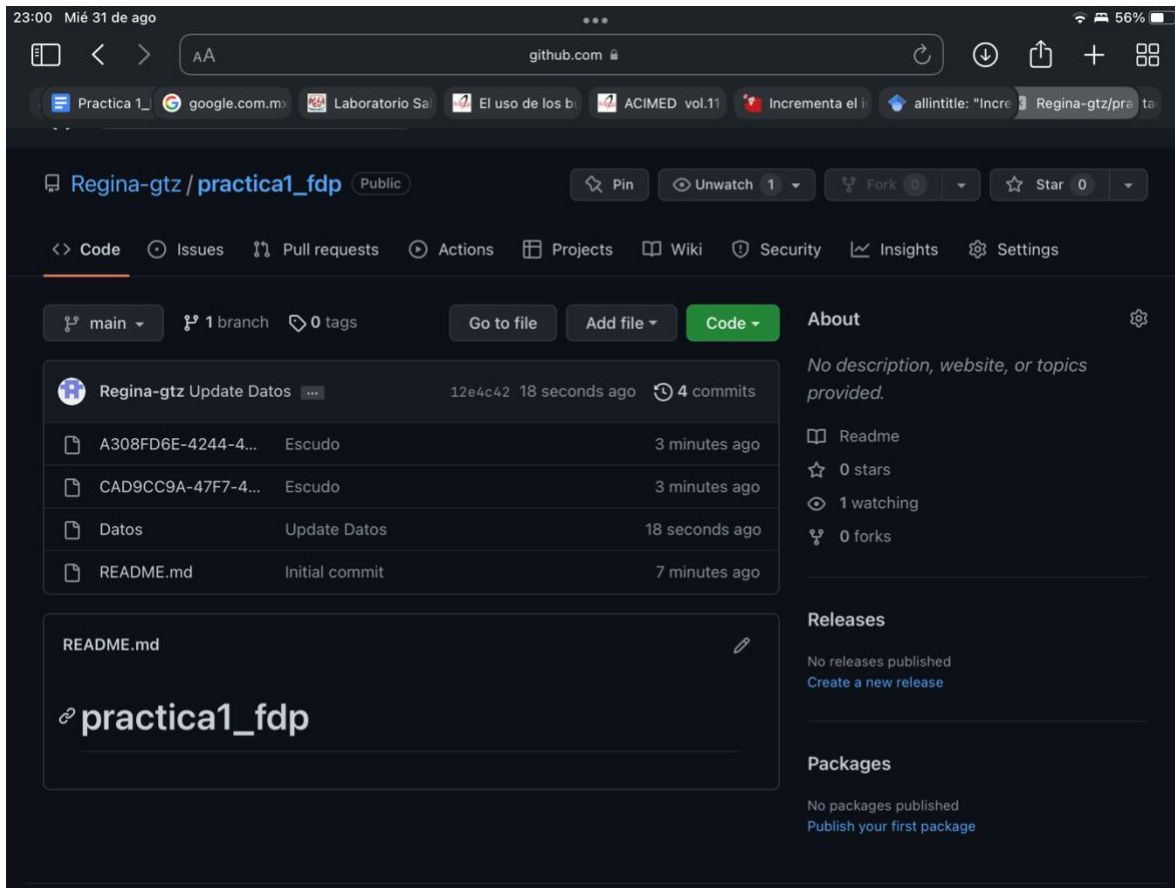 23:00 Mié 31 de ago 56%
AA github.com
Practica 1_ google.com.mx Laboratorio Sal El uso de los b ACIMED vol.11 Incrementa el i allintitle: "Incre Regina-gtz/pra ta
Regina-gtz / practica1_fdp Public Pin Unwatch 1 Fork 0 Star 0
<> Code Issues Pull requests Actions Projects Wiki Security Insights Settings
main 1 branch 0 tags Go to file Add file Code
Regina-gtz Update Datos ... 12e4c42 18 seconds ago 4 commits
A308FD6E-4244-4... Escudo 3 minutes ago
CAD9CC9A-47F7-4... Escudo 3 minutes ago
Datos Update Datos 18 seconds ago
README.md Initial commit 7 minutes ago
README.md
practica1_fdp
About
No description, website, or topics
provided.
Readme
0 stars
1 watching
0 forks
Releases
No releases published
Create a new release
Packages
No packages published
Publish your first package